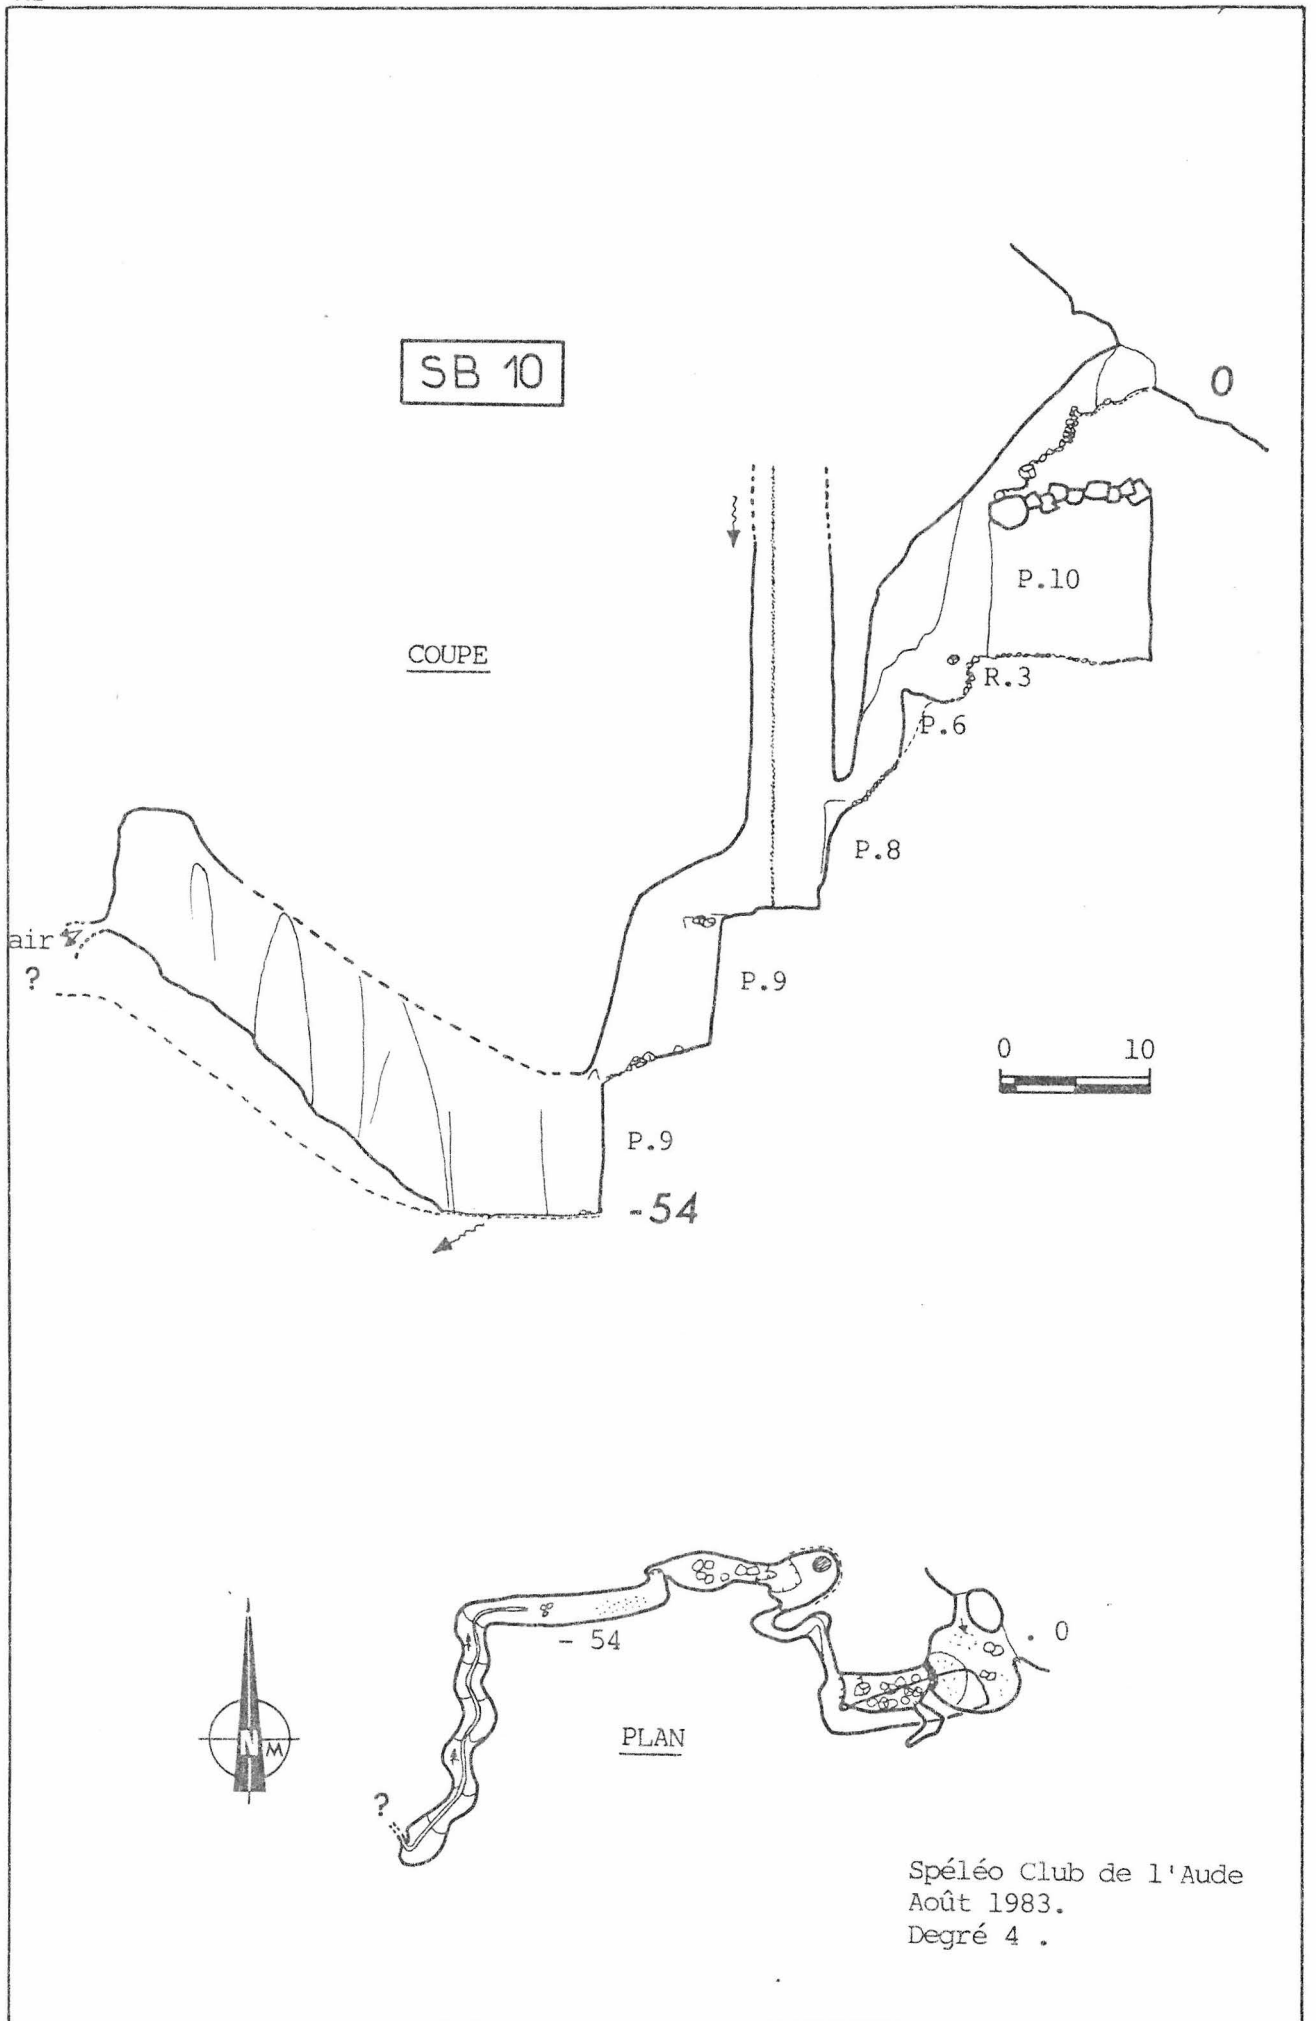 SB 10
0
COUPE
P.10
R.3
P.6
P.8
air
?
P.9
0 10
P.9
-54
. 0
- 54
PLAN
N M
?
Spéléo Club de l'Aude
Août 1983.
Degré 4 .